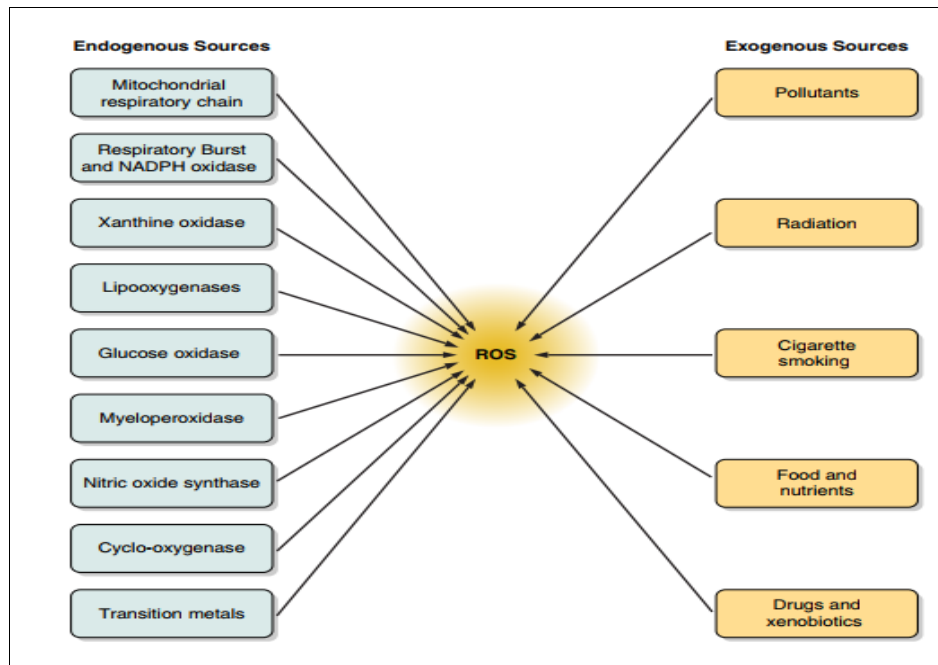 Endogenous Sources
Mitochondrial
respiratory chain
Respiratory Burst
and NADPH oxidase
Xanthine oxidase
Lipooxygenases
Glucose oxidase
Myeloperoxidase
Nitric oxide synthase
Cyclo-oxygenase
Transition metals
ROS
Exogenous Sources
Pollutants
Radiation
Cigarette
smoking
Food and
nutrients
Drugs and
xenobiotics